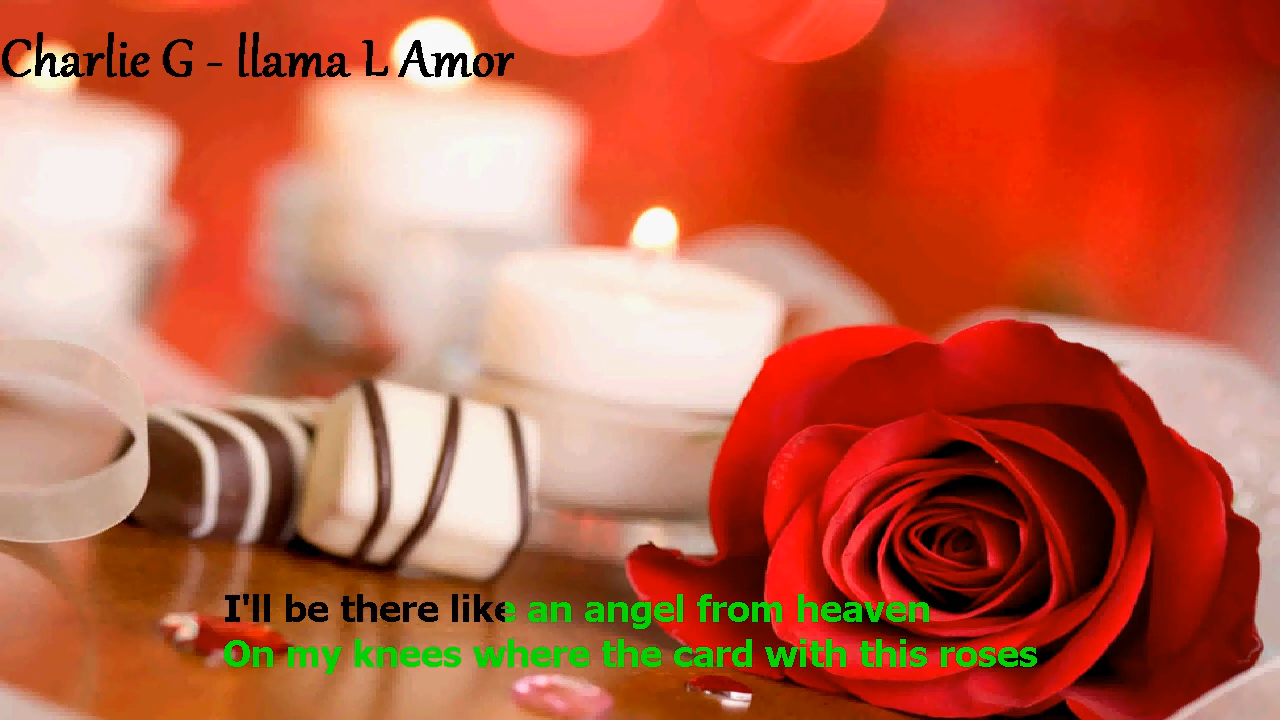 Charlie G - llama L Amor
I'll be there like an angel from heaven
On my knees where the card with this roses